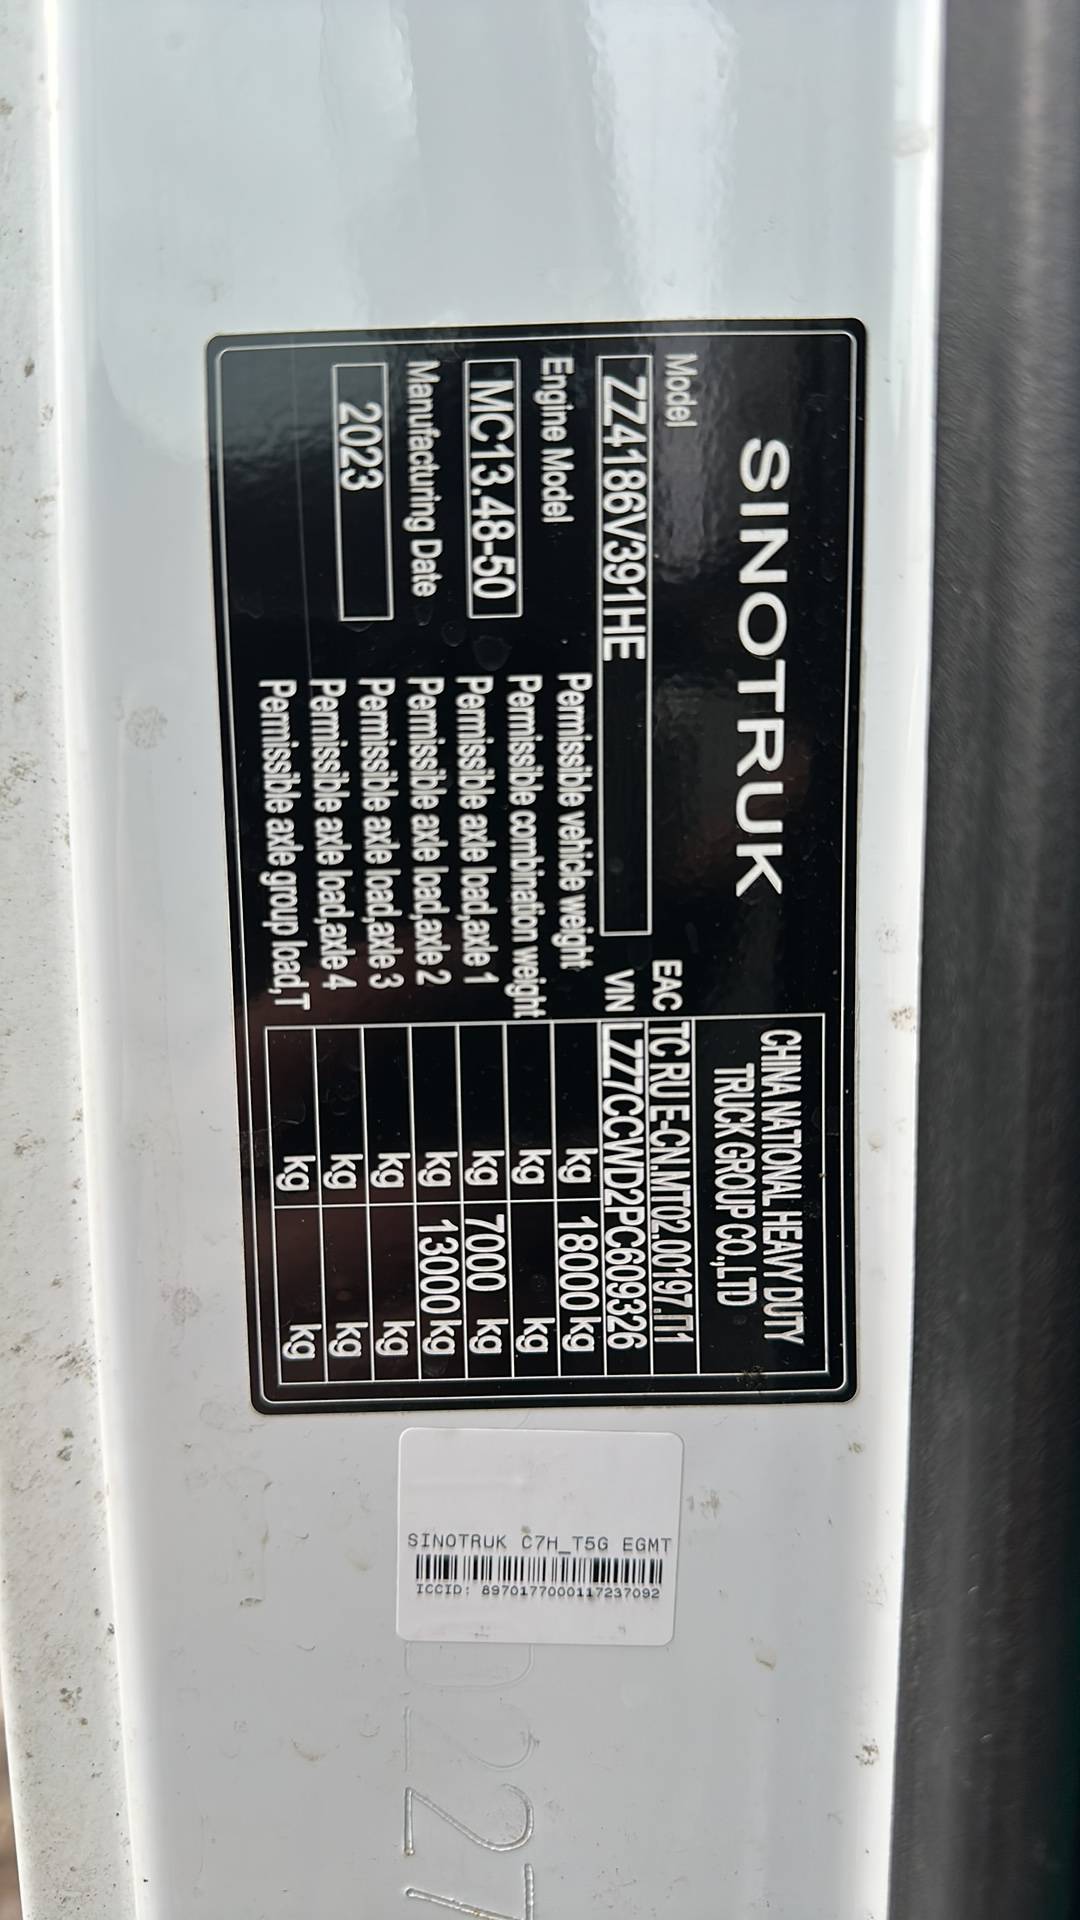 SINOTRUK
CHINA NATIONAL HEAVY DUTY
TRUCK GROUP CO.,LTD
Model
EAC TC RU E-CN.MT02.00197.П1
ZZ4186V391HE
VIN LZZ7CCWD2PC609326
Engine Model
MC13.48-50
Manufacturing Date
2023
Permissible vehicle weight kg 18000 kg
Permissible combination weight kg kg
Permissible axle load,axle 1 kg 7000 kg
Permissible axle load,axle 2 kg 13000 kg
Permissible axle load,axle 3 kg kg
Permissible axle load,axle 4 kg kg
Permissible axle group load,T kg kg
SINOTRUK C7H_T5G EGMT
ICCID: 8970177000117237092
0227